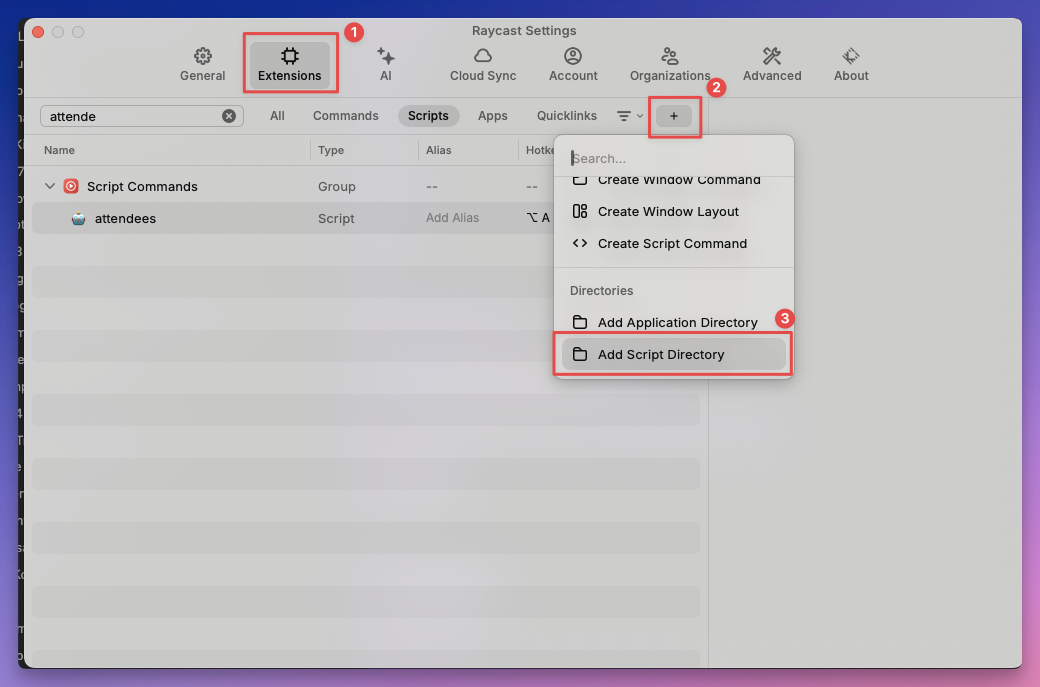 Raycast Settings
1
General
Extensions
AI
Cloud Sync
Account
Organizations
Advanced
About
2
attende
All
Commands
Scripts
Apps
Quicklinks
+
Name
Type
Alias
Script Commands
Group
--
--
attendees
Script
Add Alias
⌥ A
Search...
Create Window Command
Create Window Layout
Create Script Command
Directories
Add Application Directory
3
Add Script Directory